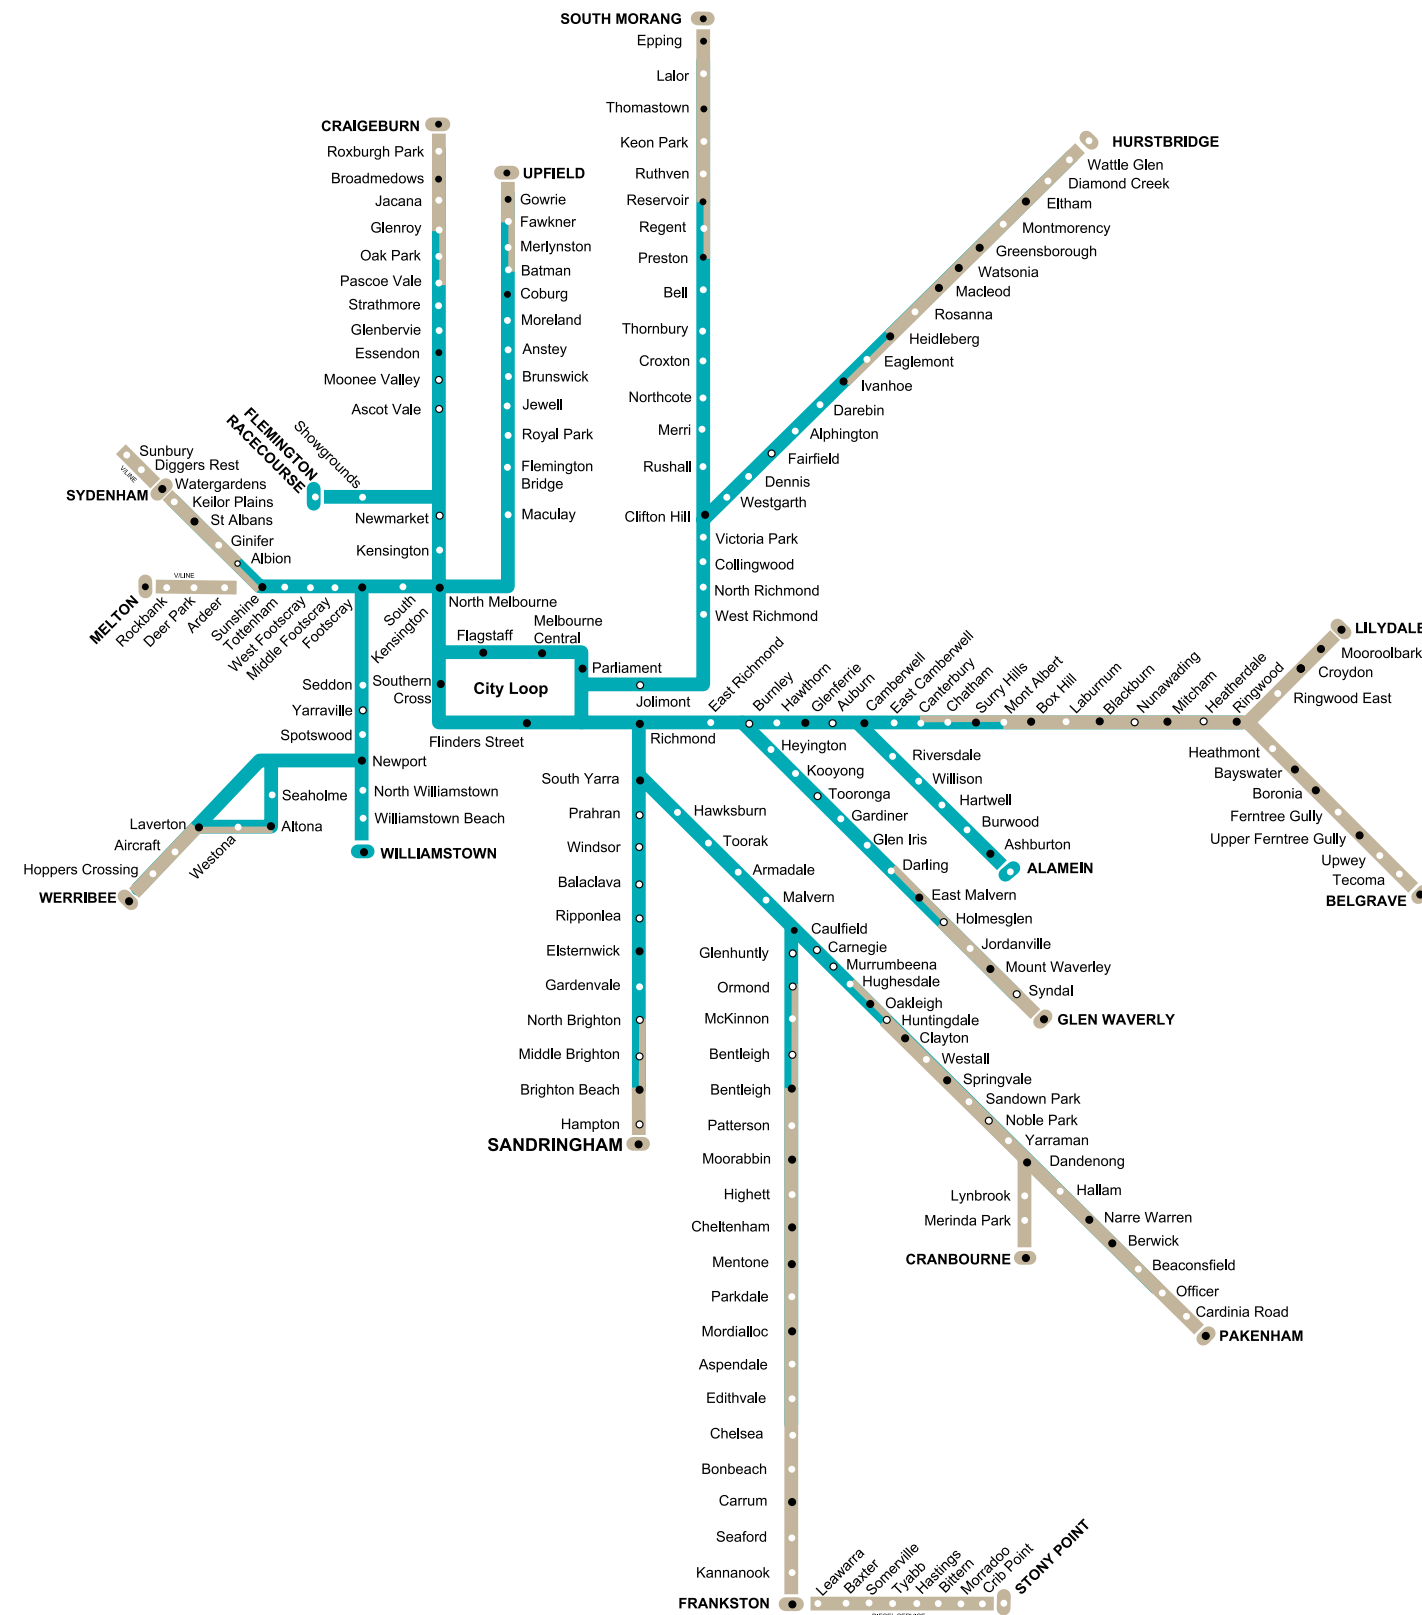 SOUTH MORANG
Epping
Lalor
Thomastown
Keon Park
Ruthven
Reservoir
Regent
Preston
Bell
Thornbury
Croxton
Northcote
Merri
Rushall
Clifton Hill
Victoria Park
Collingwood
North Richmond
West Richmond
Jolimont
CRAIGEBURN
Roxburgh Park
Broadmedows
Jacana
Glenroy
Oak Park
Pascoe Vale
Strathmore
Glenbervie
Essendon
Moonee Valley
Ascot Vale
Newmarket
Kensington
UPFIELD
Gowrie
Fawkner
Merlynston
Batman
Coburg
Moreland
Anstey
Brunswick
Jewell
Royal Park
Flemington
Bridge
Maculay
HURSTBRIDGE
Wattle Glen
Diamond Creek
Eltham
Montmorency
Greensborough
Watsonia
Macleod
Rosanna
Heidleberg
Eaglemont
Ivanhoe
Darebin
Alphington
Fairfield
Dennis
Westgarth
FLEMINGTON
RACECOURSE
Showgrounds
Sunbury
Diggers Rest
V/LINE
SYDENHAM
Watergardens
Keilor Plains
St Albans
Ginifer
Albion
MELTON
V/LINE
Rockbank
Deer Park
Ardeer
Sunshine
Tottenham
West Footscray
Middle Footscray
Footscray
South
Kensington
North Melbourne
Flagstaff
Melbourne
Central
Parliament
Southern
Cross
City Loop
Flinders Street
Richmond
Seddon
Yarraville
Spotswood
Newport
North Williamstown
Williamstown Beach
WILLIAMSTOWN
Seaholme
Altona
Westona
Laverton
Aircraft
Hoppers Crossing
WERRIBEE
East Richmond
Burnley
Hawthorn
Glenferrie
Auburn
Camberwell
East Camberwell
Canterbury
Chatham
Surry Hills
Mont Albert
Box Hill
Laburnum
Blackburn
Nunawading
Mitcham
Heatherdale
Ringwood
LILYDALE
Mooroolbark
Croydon
Ringwood East
Heathmont
Bayswater
Boronia
Ferntree Gully
Upper Ferntree Gully
Upwey
Tecoma
BELGRAVE
Riversdale
Willison
Hartwell
Burwood
Ashburton
ALAMEIN
Heyington
Kooyong
Tooronga
Gardiner
Glen Iris
Darling
East Malvern
Holmesglen
Jordanville
Mount Waverley
Syndal
GLEN WAVERLY
South Yarra
Prahran
Windsor
Balaclava
Ripponlea
Elsternwick
Gardenvale
North Brighton
Middle Brighton
Brighton Beach
Hampton
SANDRINGHAM
Hawksburn
Toorak
Armadale
Malvern
Caulfield
Carnegie
Murrumbeena
Hughesdale
Oakleigh
Huntingdale
Clayton
Westall
Springvale
Sandown Park
Noble Park
Yarraman
Dandenong
Hallam
Narre Warren
Berwick
Beaconsfield
Officer
Cardinia Road
PAKENHAM
Lynbrook
Merinda Park
CRANBOURNE
Glenhuntly
Ormond
McKinnon
Bentleigh
Bentleigh
Patterson
Moorabbin
Highett
Cheltenham
Mentone
Parkdale
Mordialloc
Aspendale
Edithvale
Chelsea
Bonbeach
Carrum
Seaford
Kannanook
FRANKSTON
Leawarra
Baxter
Somerville
Tyabb
Hastings
Bittern
Morradoo
Crib Point
STONY POINT